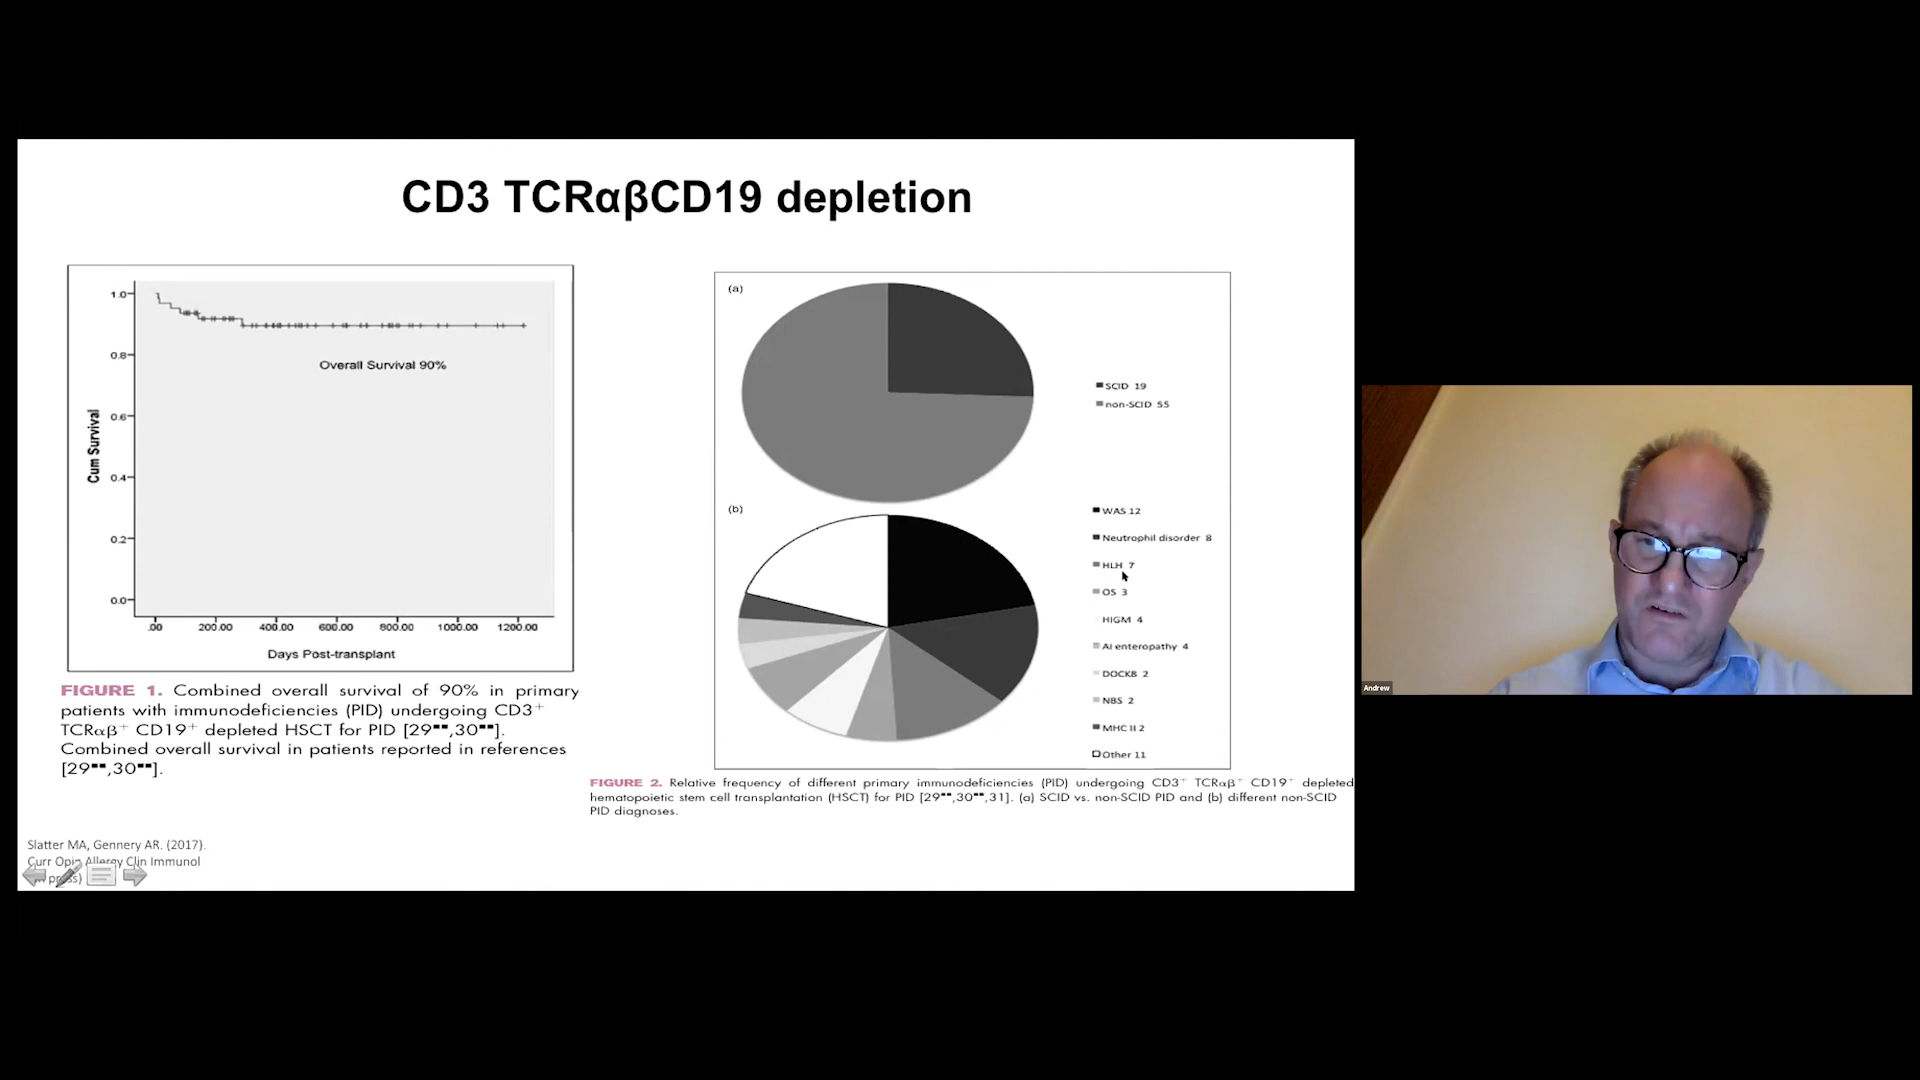 CD3 TCRαβCD19 depletion
1.0
0.8
0.6
0.4
0.2
0.0
Cum Survival
Overall Survival 90%
.00 200.00 400.00 600.00 800.00 1000.00 1200.00
Days Post-transplant
FIGURE 1. Combined overall survival of 90% in primary
patients with immunodeficiencies (PID) undergoing CD3⁺
TCRαβ⁺ CD19⁺ depleted HSCT for PID [29▪▪,30▪▪].
Combined overall survival in patients reported in references
[29▪▪,30▪▪].
(a)
SCID 19
non-SCID 55
(b)
WAS 12
Neutrophil disorder 8
HLH 7
OS 3
HIGM 4
AI enteropathy 4
DOCK8 2
NBS 2
MHC II 2
Other 11
FIGURE 2. Relative frequency of different primary immunodeficiencies (PID) undergoing CD3⁺ TCRαβ⁺ CD19⁺ depleted
hematopoietic stem cell transplantation (HSCT) for PID [29▪▪,30▪▪,31]. (a) SCID vs. non-SCID PID and (b) different non-SCID
PID diagnoses.
Slatter MA, Gennery AR. (2017).
Curr Opin Allergy Clin Immunol
press)
Andrew